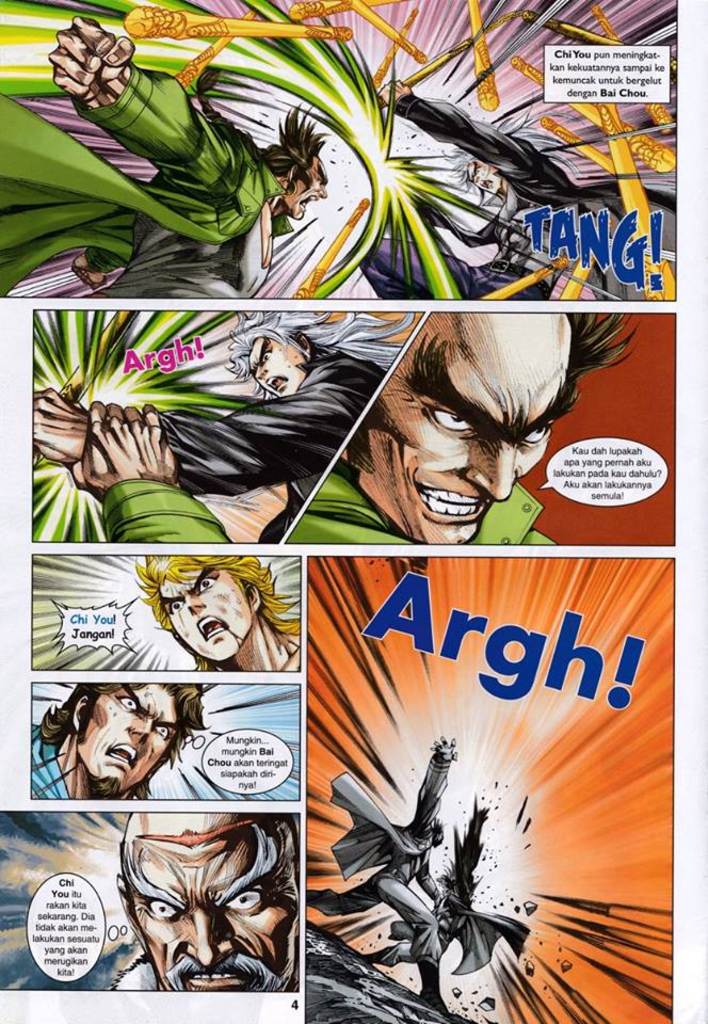 Chi You pun meningkat-
kan kekuatannya sampai ke
kemuncak untuk bergelut
dengan Bai Chou.
TANG!
Argh!
Kau dah lupakah
apa yang pernah aku
lakukan pada kau dahulu?
Aku akan lakukannya
semula!
Chi You!
Jangan!
Argh!
Mungkin...
mungkin Bai
Chou akan teringat
siapakah diri-
nya!
Chi
You itu
rakan kita
sekarang. Dia
tidak akan me-
lakukan sesuatu
yang akan
merugikan
kita!
4